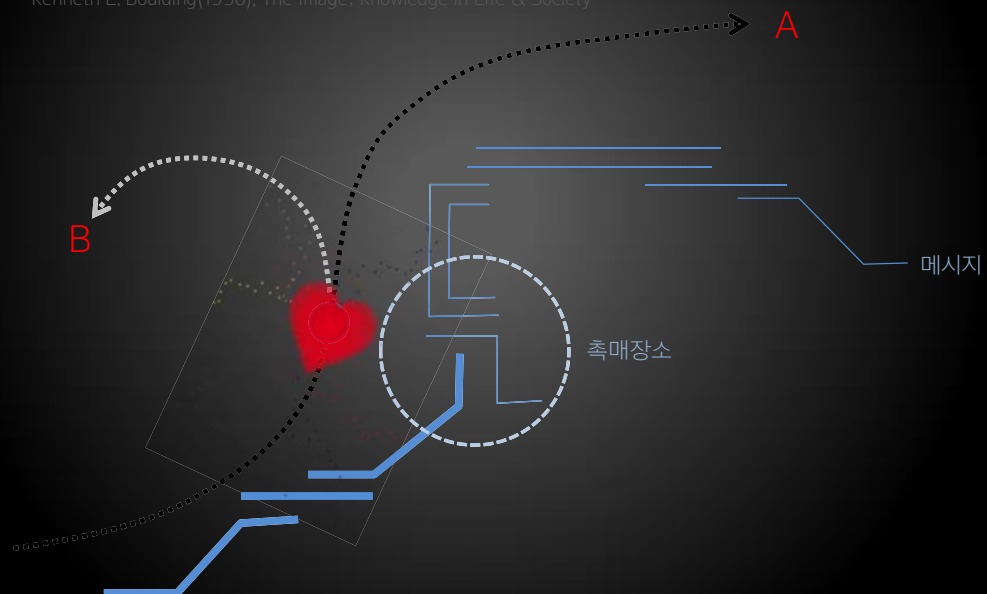 Kenneth E. Boulding(1956), The Image; Knowledge in Life & Society
A
B
메시지
촉매장소